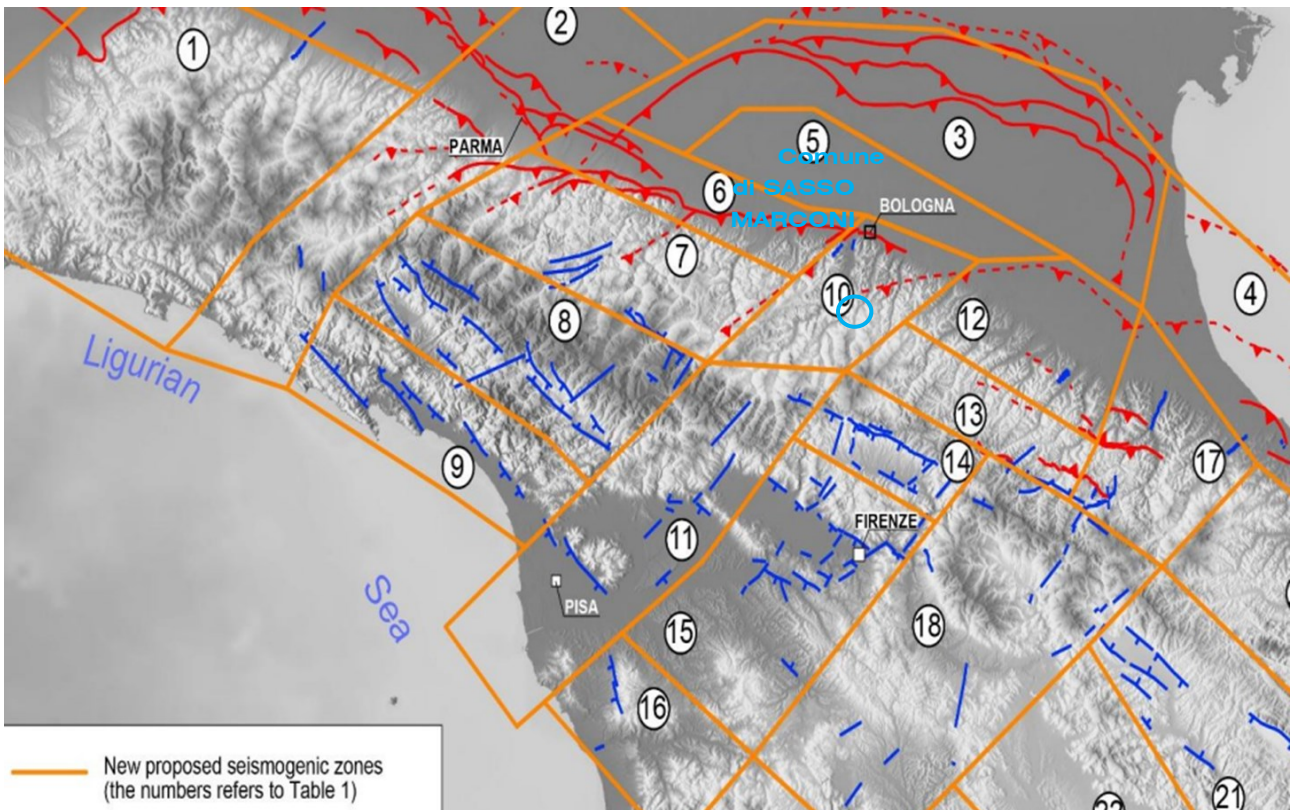 2
1
3
5
PARMA
Comune
6
di SASSO
BOLOGNA
MARCONI
7
10
4
8
12
Ligurian
13
14
17
9
FIRENZE
11
Sea
PISA
15
18
16
New proposed seismogenic zones
(the numbers refers to Table 1)
21